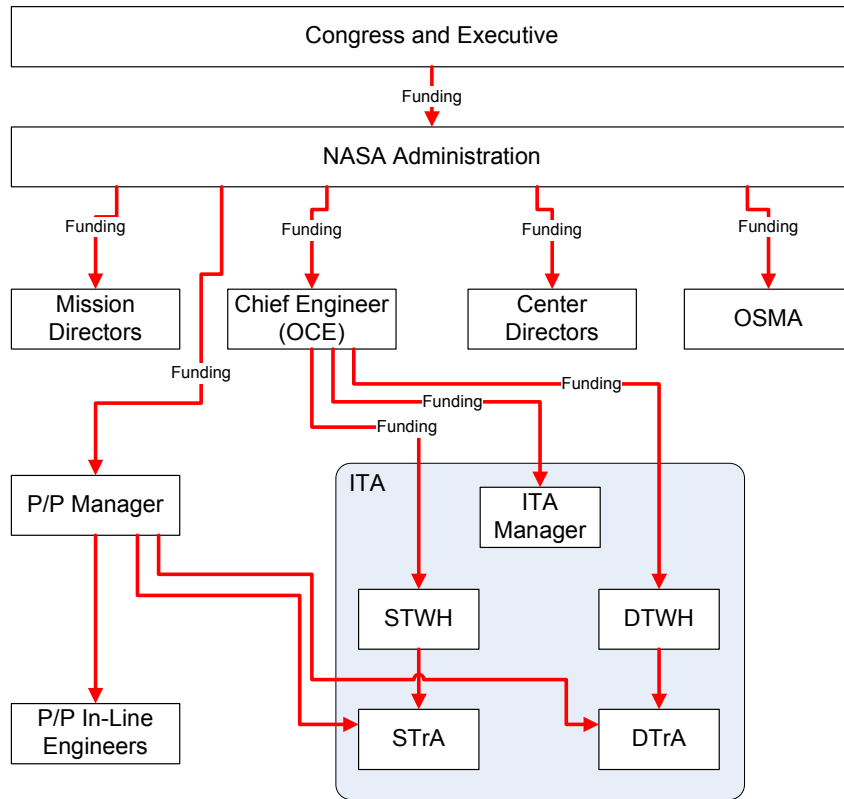 Congress and Executive
Funding
NASA Administration
Funding
Funding
Funding
Funding
Mission
Directors
Chief Engineer
(OCE)
Center
Directors
OSMA
Funding
Funding
Funding
Funding
ITA
P/P Manager
ITA
Manager
STWH
DTWH
P/P In-Line
Engineers
STrA
DTrA